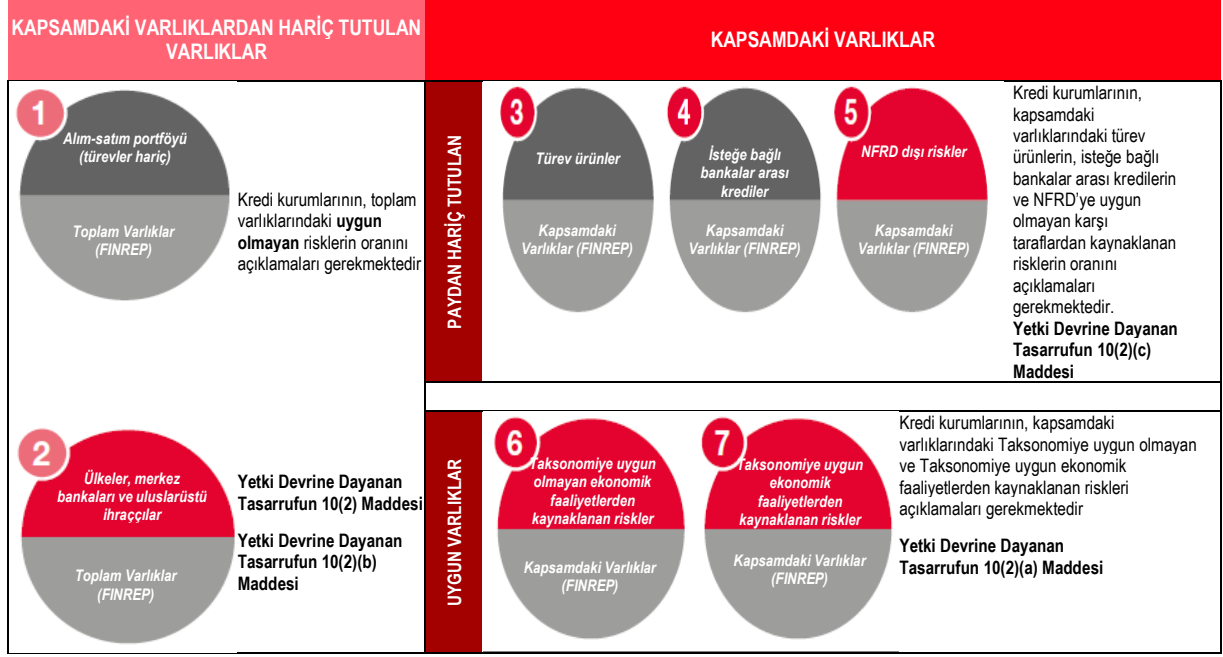 KAPSAMDAKİ VARLIKLARDAN HARİÇ TUTULAN
VARLIKLAR
KAPSAMDAKİ VARLIKLAR
1
Alım-satım portföyü
(türevler hariç)
Toplam Varlıklar
(FINREP)
Kredi kurumlarının, toplam
varlıklarındaki uygun
olmayan risklerin oranını
açıklamaları gerekmektedir
2
Ülkeler, merkez
bankaları ve uluslarüstü
ihraççılar
Toplam Varlıklar
(FINREP)
Yetki Devrine Dayanan
Tasarrufun 10(2) Maddesi
Yetki Devrine Dayanan
Tasarrufun 10(2)(b)
Maddesi
PAYDAN HARİÇ TUTULAN
3
Türev ürünler
Kapsamdaki
Varlıklar (FINREP)
4
İsteğe bağlı
bankalar arası
krediler
Kapsamdaki
Varlıklar (FINREP)
5
NFRD dışı riskler
Kapsamdaki
Varlıklar (FINREP)
Kredi kurumlarının,
kapsamdaki
varlıklarındaki türev
ürünlerin, isteğe bağlı
bankalar arası kredilerin
ve NFRD’ye uygun
olmayan karşı
taraflardan kaynaklanan
risklerin oranını
açıklamaları
gerekmektedir.
Yetki Devrine Dayanan
Tasarrufun 10(2)(c)
Maddesi
UYGUN VARLIKLAR
6
Taksonomiye uygun
olmayan ekonomik
faaliyetlerden
kaynaklanan riskler
Kapsamdaki Varlıklar
(FINREP)
7
Taksonomiye uygun
ekonomik
faaliyetlerden
kaynaklanan riskler
Kapsamdaki Varlıklar
(FINREP)
Kredi kurumlarının, kapsamdaki
varlıklarındaki Taksonomiye uygun olmayan
ve Taksonomiye uygun ekonomik
faaliyetlerden kaynaklanan riskleri
açıklamaları gerekmektedir
Yetki Devrine Dayanan
Tasarrufun 10(2)(a) Maddesi